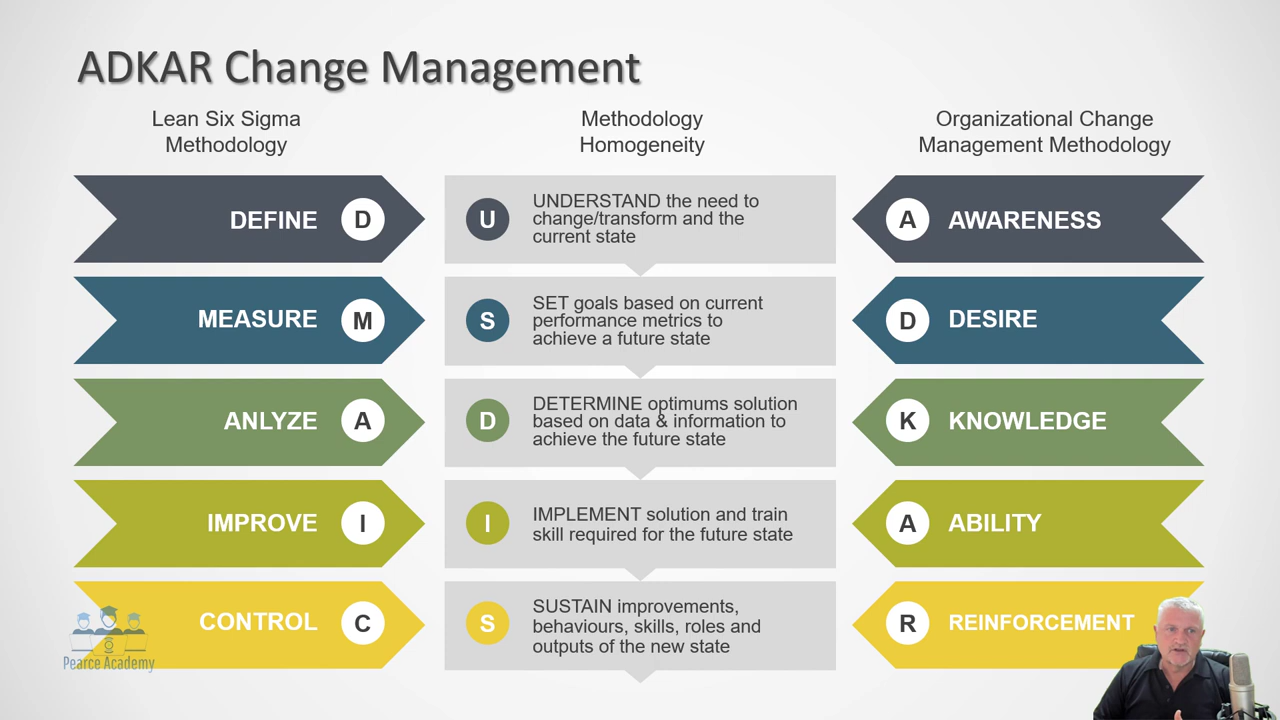 ADKAR Change Management
Lean Six Sigma
Methodology
Methodology
Homogeneity
Organizational Change
Management Methodology
DEFINE D
U UNDERSTAND the need to
change/transform and the
current state
A AWARENESS
MEASURE M
S SET goals based on current
performance metrics to
achieve a future state
D DESIRE
ANLYZE A
D DETERMINE optimums solution
based on data & information to
achieve the future state
K KNOWLEDGE
IMPROVE I
I IMPLEMENT solution and train
skill required for the future state
A ABILITY
CONTROL C
S SUSTAIN improvements,
behaviours, skills, roles and
outputs of the new state
R REINFORCEMENT
Pearce Academy